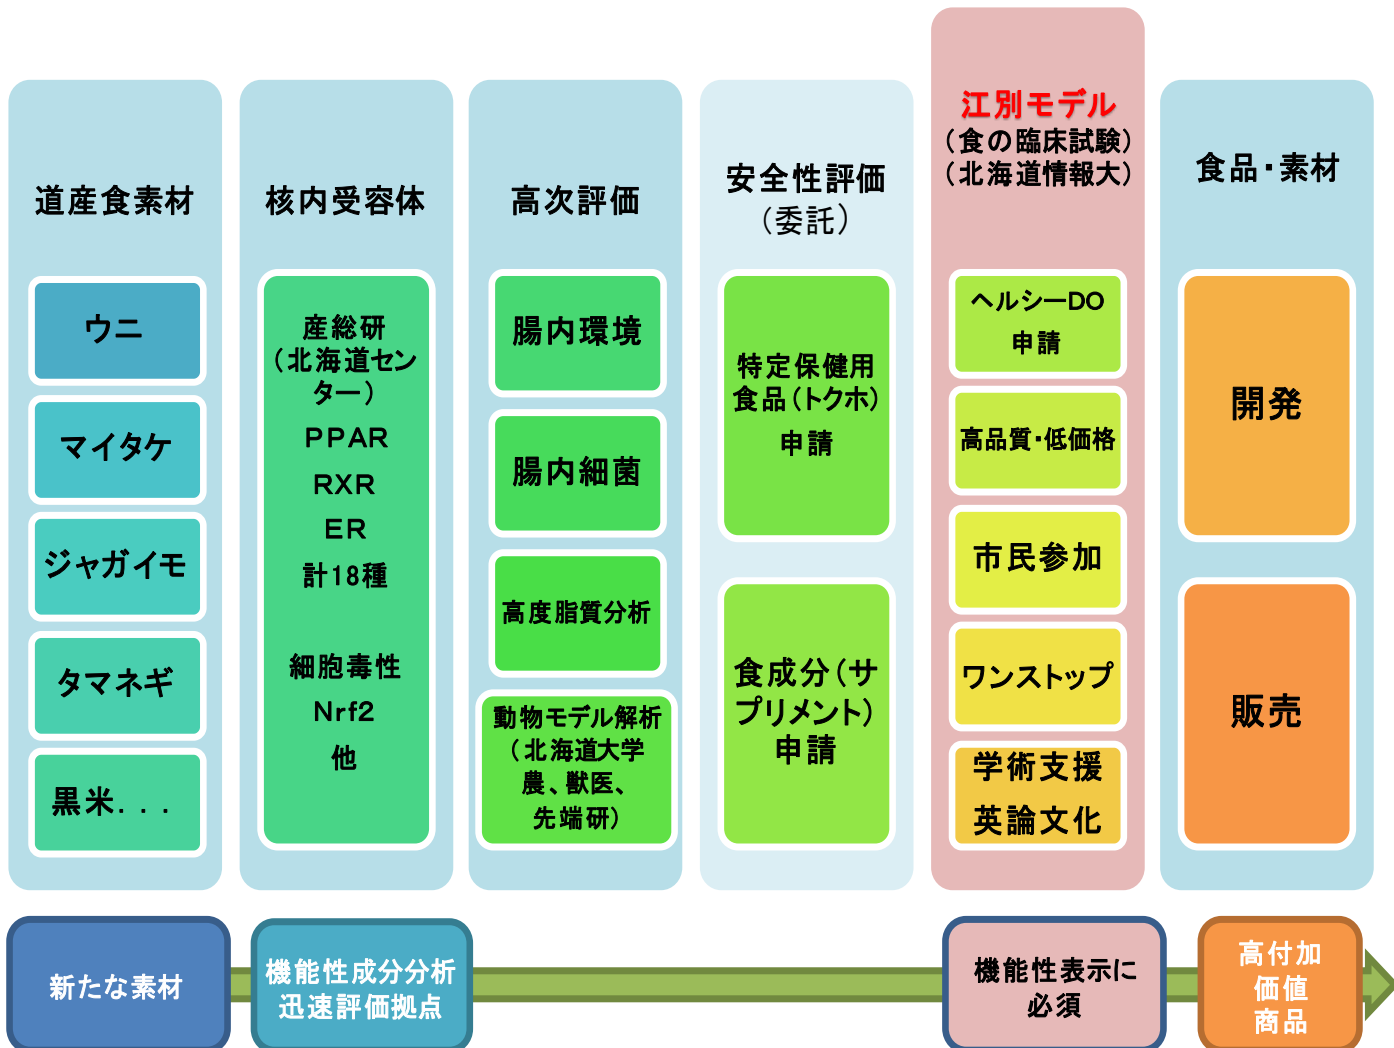 道産食素材
ウニ
マイタケ
ジャガイモ
タマネギ
黒米．．．
核内受容体
産総研
（北海道セン
ター）
ＰＰＡＲ
ＲＸＲ
ＥＲ
計18種
細胞毒性
Nrf2
他
高次評価
腸内環境
腸内細菌
高度脂質分析
動物モデル解析
（北海道大学
農、獣医、
先端研）
安全性評価
（委託）
特定保健用
食品（トクホ）
申請
食成分（サ
プリメント）
申請
江別モデル
（食の臨床試験）
（北海道情報大）
ヘルシーDO
申請
高品質・低価格
市民参加
ワンストップ
学術支援
英論文化
食品・素材
開発
販売
新たな素材
機能性成分分析
迅速評価拠点
機能性表示に
必須
高付加
価値
商品